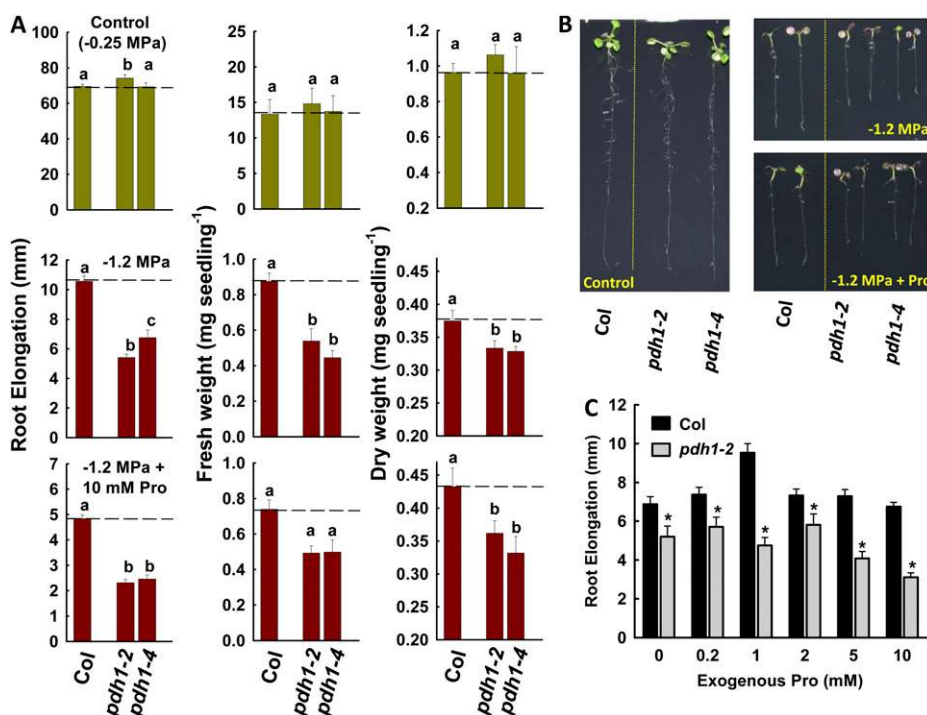 A
Control
(-0.25 MPa)
Root Elongation (mm)
100
80
60
40
20
0
a
b
a
Fresh weight (mg seedling-1)
25
20
15
10
5
0
a
a
a
Dry weight (mg seedling-1)
1.2
1.0
0.8
0.6
0.4
0.2
a
a
a
-1.2 MPa
12
10
8
6
4
2
0
a
b
c
1.0
0.8
0.6
0.4
0.2
0.0
a
b
b
0.45
0.40
0.35
0.30
0.25
0.20
a
b
b
-1.2 MPa +
10 mM Pro
7
6
5
4
3
2
1
0
a
b
b
1.0
0.8
0.6
0.4
0.2
0.0
a
a
a
0.45
0.40
0.35
0.30
0.25
0.20
a
b
b
Col
pdh1-2
pdh1-4
Col
pdh1-2
pdh1-4
Col
pdh1-2
pdh1-4
B
Control
-1.2 MPa
-1.2 MPa + Pro
Col
pdh1-2
pdh1-4
Col
pdh1-2
pdh1-4
C
Col
pdh1-2
Root Elongation (mm)
12
10
8
6
4
2
0
*
*
*
*
*
*
0 0.2 1 2 5 10
Exogenous Pro (mM)